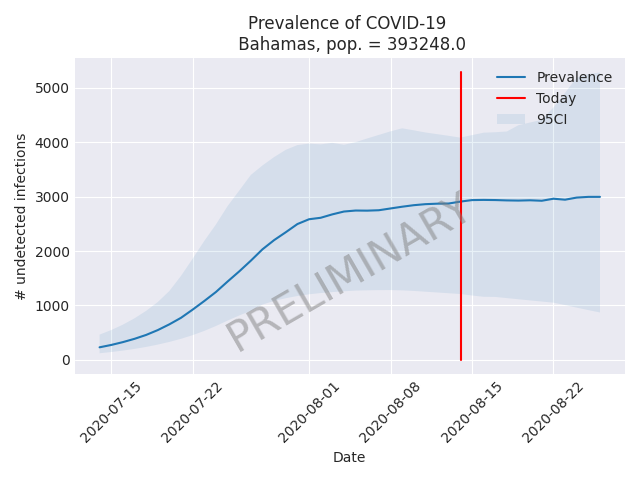 Prevalence of COVID-19
Bahamas, pop. = 393248.0
Prevalence
Today
95CI
5000
4000
3000
2000
1000
0
# undetected infections
PRELIMINARY
2020-07-15
2020-07-22
2020-08-01
2020-08-08
2020-08-15
2020-08-22
Date